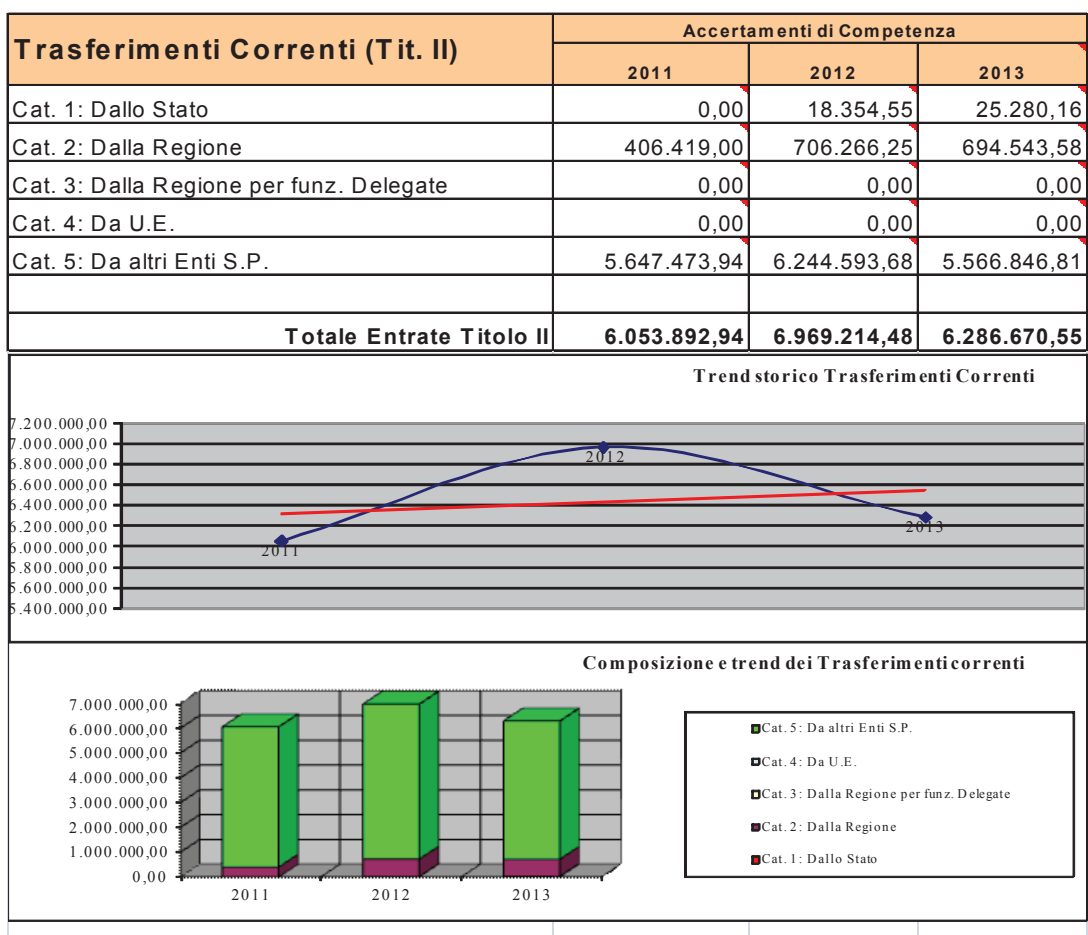 Trasferimenti Correnti (Tit. II)
Accertamenti di Competenza
2011 2012 2013
Cat. 1: Dallo Stato 0,00 18.354,55 25.280,16
Cat. 2: Dalla Regione 406.419,00 706.266,25 694.543,58
Cat. 3: Dalla Regione per funz. Delegate 0,00 0,00 0,00
Cat. 4: Da U.E. 0,00 0,00 0,00
Cat. 5: Da altri Enti S.P. 5.647.473,94 6.244.593,68 5.566.846,81
Totale Entrate Titolo II 6.053.892,94 6.969.214,48 6.286.670,55
Trend storico Trasferimenti Correnti
7.200.000,00
7.000.000,00
6.800.000,00
6.600.000,00
6.400.000,00
6.200.000,00
6.000.000,00
5.800.000,00
5.600.000,00
5.400.000,00
2011
2012
2013
Composizione e trend dei Trasferimenti correnti
7.000.000,00
6.000.000,00
5.000.000,00
4.000.000,00
3.000.000,00
2.000.000,00
1.000.000,00
0,00
2011 2012 2013
Cat. 5: Da altri Enti S.P.
Cat. 4: Da U.E.
Cat. 3: Dalla Regione per funz. Delegate
Cat. 2: Dalla Regione
Cat. 1: Dallo Stato